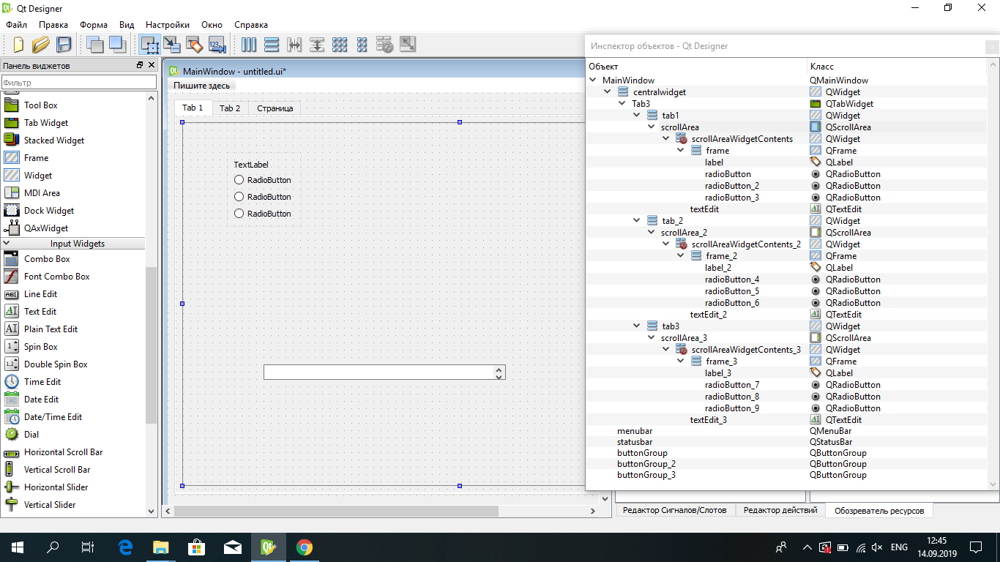 Qt Designer
Файл Правка Форма Вид Настройки Окно Справка
Панель виджетов
Фильтр
Tool Box
Tab Widget
Stacked Widget
Frame
Widget
MDI Area
Dock Widget
QAxWidget
Input Widgets
Combo Box
Font Combo Box
Line Edit
Text Edit
Plain Text Edit
Spin Box
Double Spin Box
Time Edit
Date Edit
Date/Time Edit
Dial
Horizontal Scroll Bar
Vertical Scroll Bar
Horizontal Slider
Vertical Slider
MainWindow - untitled.ui*
Пишите здесь
Tab 1 Tab 2 Страница
TextLabel
RadioButton
RadioButton
RadioButton
Инспектор объектов - Qt Designer
Объект Класс
MainWindow QMainWindow
centralwidget QWidget
Tab3 QTabWidget
tab1 QWidget
scrollArea QScrollArea
scrollAreaWidgetContents QWidget
frame QFrame
label QLabel
radioButton QRadioButton
radioButton_2 QRadioButton
radioButton_3 QRadioButton
textEdit QTextEdit
tab_2 QWidget
scrollArea_2 QScrollArea
scrollAreaWidgetContents_2 QWidget
frame_2 QFrame
label_2 QLabel
radioButton_4 QRadioButton
radioButton_5 QRadioButton
radioButton_6 QRadioButton
textEdit_2 QTextEdit
tab3 QWidget
scrollArea_3 QScrollArea
scrollAreaWidgetContents_3 QWidget
frame_3 QFrame
label_3 QLabel
radioButton_7 QRadioButton
radioButton_8 QRadioButton
radioButton_9 QRadioButton
textEdit_3 QTextEdit
menubar QMenuBar
statusbar QStatusBar
buttonGroup QButtonGroup
buttonGroup_2 QButtonGroup
buttonGroup_3 QButtonGroup
Редактор Сигналов/Слотов Редактор действий Обозреватель ресурсов
ENG
12:45
14.09.2019